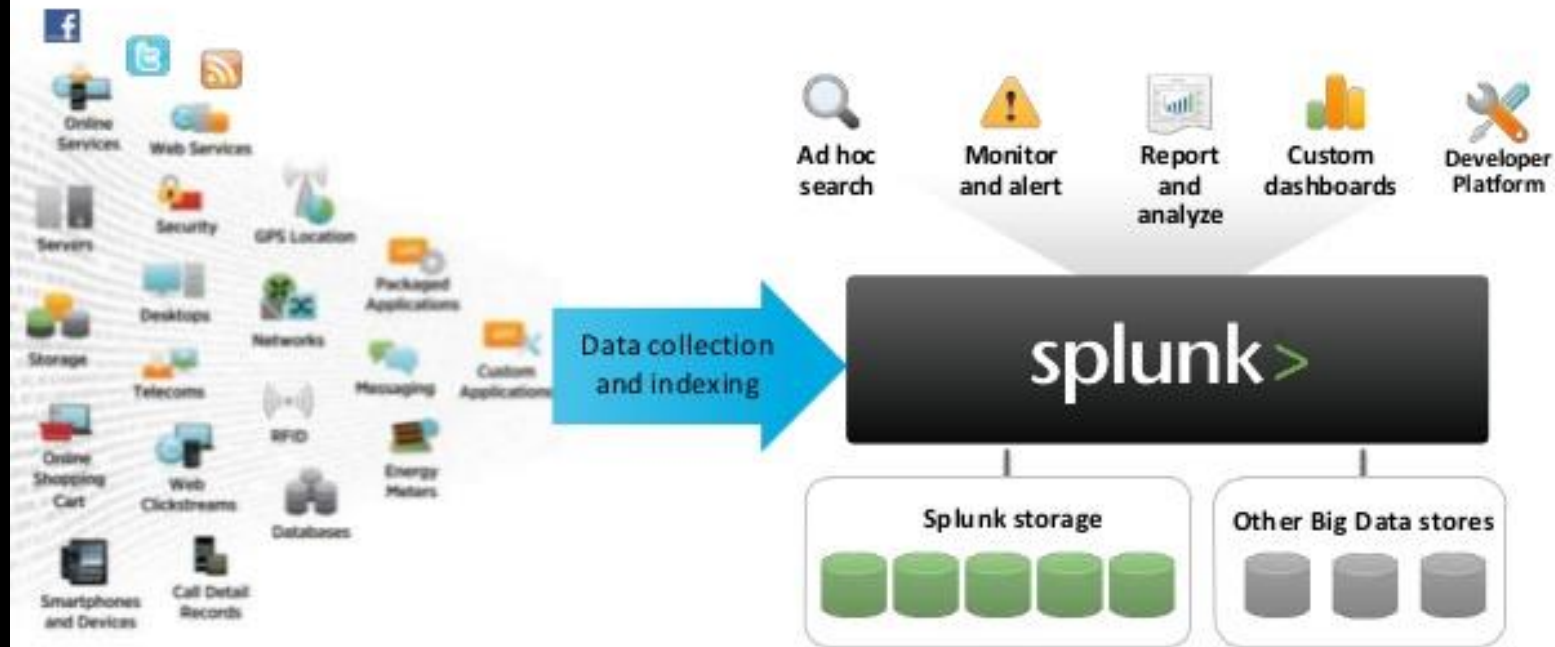 Online
Services
Web Services
Servers
Security
GPS Location
Packaged
Applications
Storage
Desktops
Networks
Telecoms
Messaging
Custom
Applications
RFID
Online
Shopping
Cart
Web
Clickstreams
Energy
Meters
Databases
Smartphones
and Devices
Call Detail
Records
Data collection
and indexing
Ad hoc
search
Monitor
and alert
Report
and
analyze
Custom
dashboards
Developer
Platform
splunk>
Splunk storage
Other Big Data stores